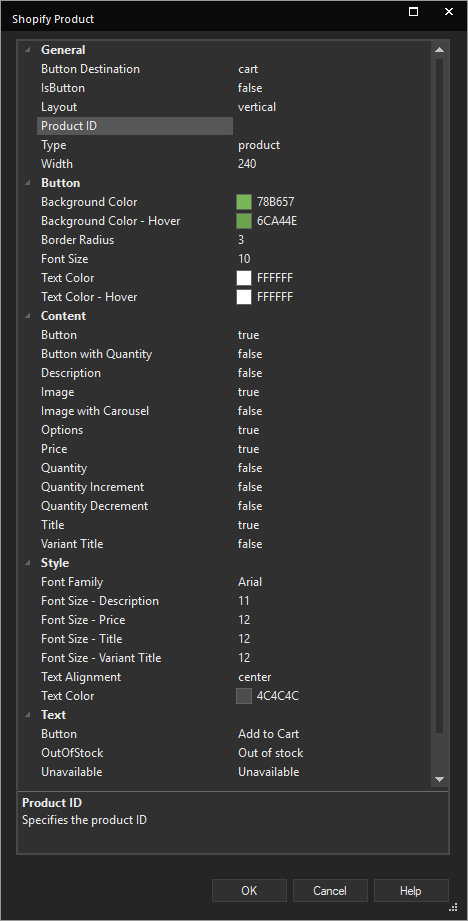 Shopify Product
General
Button Destination cart
IsButton false
Layout vertical
Product ID
Type product
Width 240
Button
Background Color 78B657
Background Color - Hover 6CA44E
Border Radius 3
Font Size 10
Text Color FFFFFF
Text Color - Hover FFFFFF
Content
Button true
Button with Quantity false
Description false
Image true
Image with Carousel false
Options true
Price true
Quantity false
Quantity Increment false
Quantity Decrement false
Title true
Variant Title false
Style
Font Family Arial
Font Size - Description 11
Font Size - Price 12
Font Size - Title 12
Font Size - Variant Title 12
Text Alignment center
Text Color 4C4C4C
Text
Button Add to Cart
OutOfStock Out of stock
Unavailable Unavailable
Product ID
Specifies the product ID
OK Cancel Help